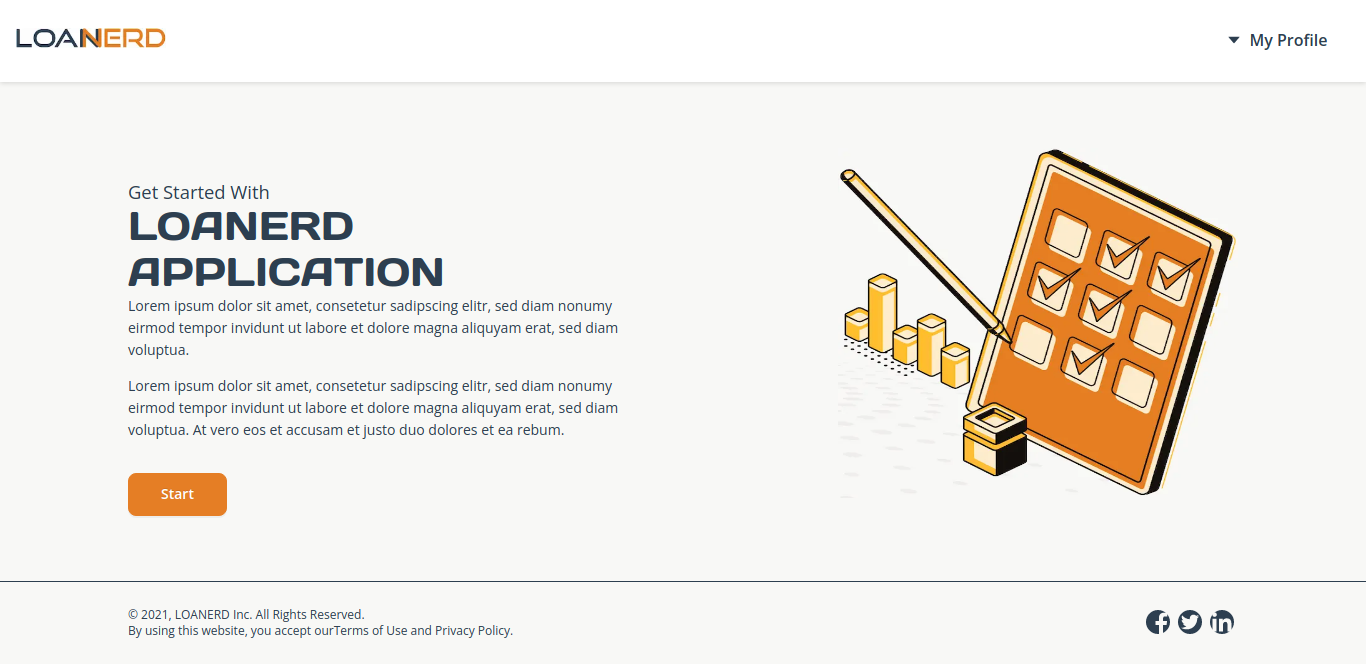 LOANERD
My Profile
Get Started With
LOANERD
APPLICATION
Lorem ipsum dolor sit amet, consetetur sadipscing elitr, sed diam nonumy
eirmod tempor invidunt ut labore et dolore magna aliquyam erat, sed diam
voluptua.
Lorem ipsum dolor sit amet, consetetur sadipscing elitr, sed diam nonumy
eirmod tempor invidunt ut labore et dolore magna aliquyam erat, sed diam
voluptua. At vero eos et accusam et justo duo dolores et ea rebum.
Start
© 2021, LOANERD Inc. All Rights Reserved.
By using this website, you accept ourTerms of Use and Privacy Policy.